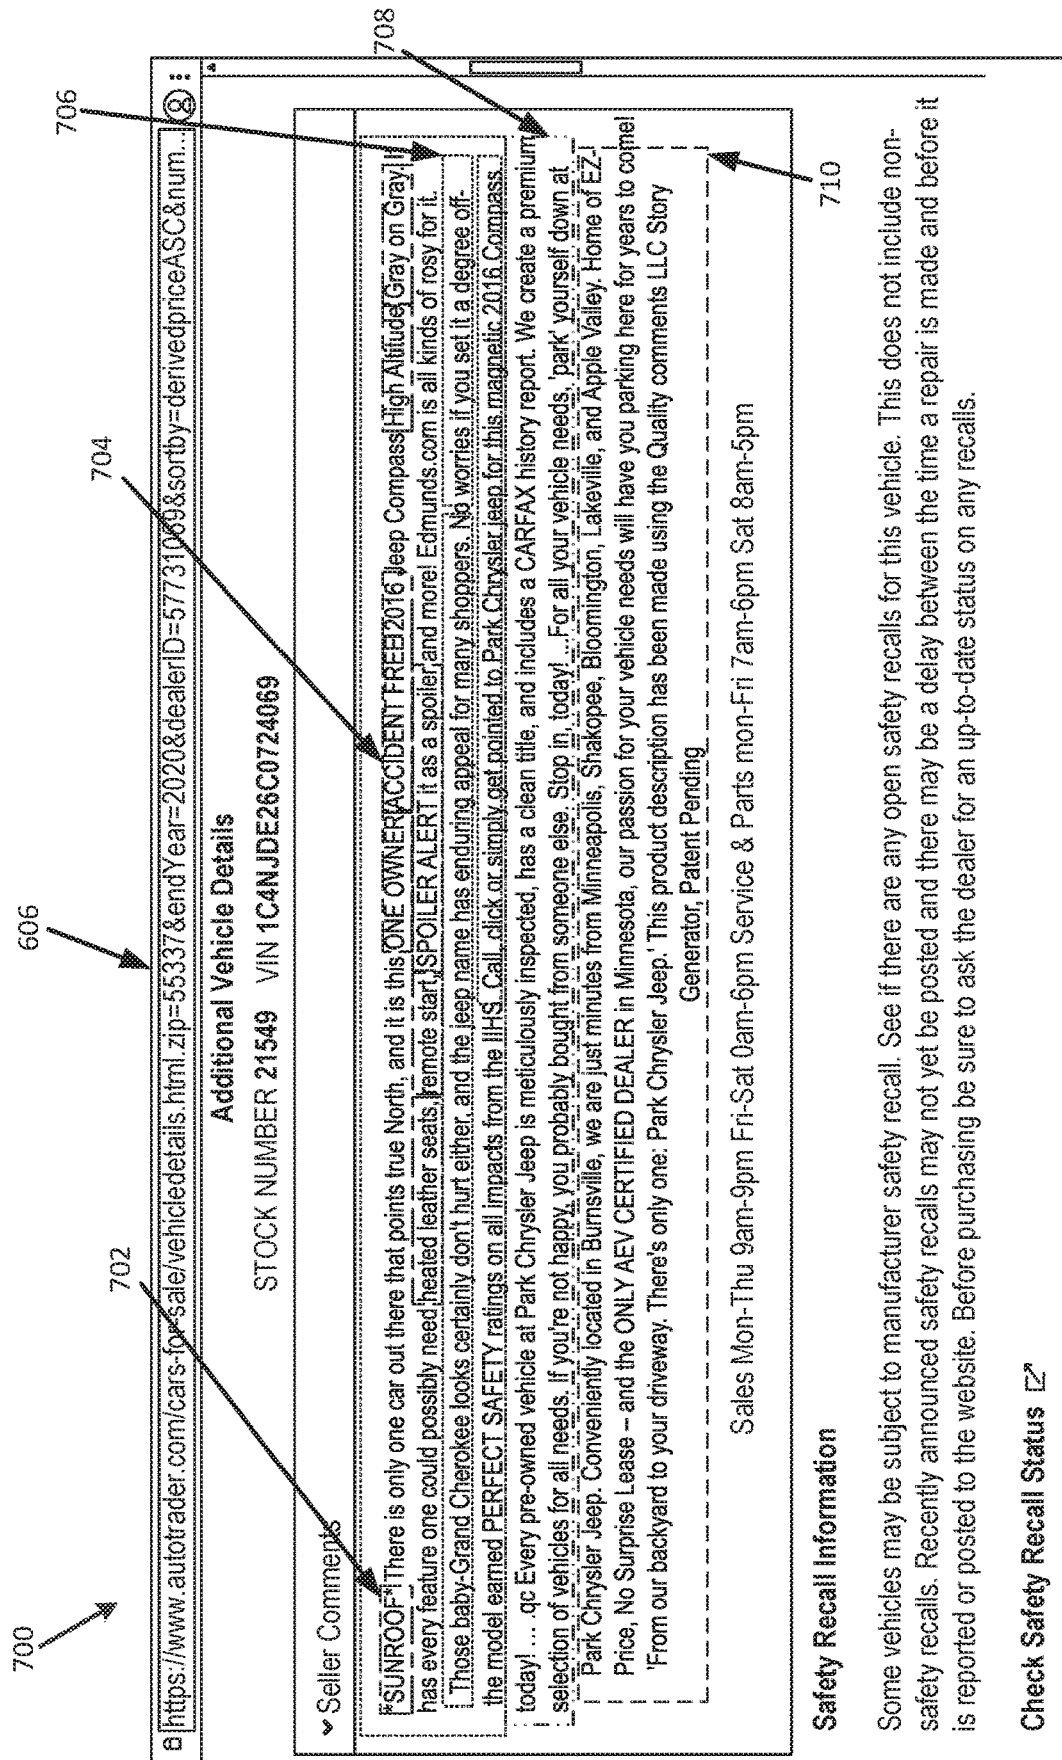 700
606
702
704
706
708
710
https://www.autotrader.com/cars-for-sale/vehicledetails.html.zip=55337&endYear=2020&dealerID=57731069&sortby=derivedpriceASC&num...
Additional Vehicle Details
STOCK NUMBER 21549 VIN 1C4NJDE26C0724069
Seller Comments
*SUNROOF* There is only one car out there that points true North, and it is this ONE OWNER ACCIDENT FREE! 2016 Jeep Compass High Altitude Gray on Gray! It
has every feature one could possibly need, heated leather seats, remote start, SPOILER ALERT it as a spoiler, and more! Edmunds.com is all kinds of rosy for it.
Those baby-Grand Cherokee looks certainly don't hurt either, and the jeep name has enduring appeal for many shoppers. No worries if you set it a degree off-
the model earned PERFECT SAFETY ratings on all impacts from the IIHS. Call, click or simply get pointed to Park Chrysler jeep for this magnetic 2016 Compass
today! ... .qc Every pre-owned vehicle at Park Chrysler Jeep is meticulously inspected, has a clean title, and includes a CARFAX history report. We create a premium
selection of vehicles for all needs. If you're not happy, you probably bought from someone else. Stop in, today! ...For all your vehicle needs, 'park' yourself down at
Park Chrysler Jeep. Conveniently located in Burnsville, we are just minutes from Minneapolis, Shakopee, Bloomington, Lakeville, and Apple Valley. Home of EZ-
Price, No Surprise Lease – and the ONLY AEV CERTIFIED DEALER in Minnesota, our passion for your vehicle needs will have you parking here for years to come!
'From our backyard to your driveway. There's only one: Park Chrysler Jeep.' This product description has been made using the Quality comments LLC Story
Generator, Patent Pending
Sales Mon-Thu 9am-9pm Fri-Sat 0am-6pm Service & Parts mon-Fri 7am-6pm Sat 8am-5pm
Safety Recall Information
Some vehicles may be subject to manufacturer safety recall. See if there are any open safety recalls for this vehicle. This does not include non-
safety recalls. Recently announced safety recalls may not yet be posted and there may be a delay between the time a repair is made and before it
is reported or posted to the website. Before purchasing be sure to ask the dealer for an up-to-date status on any recalls.
Check Safety Recall Status